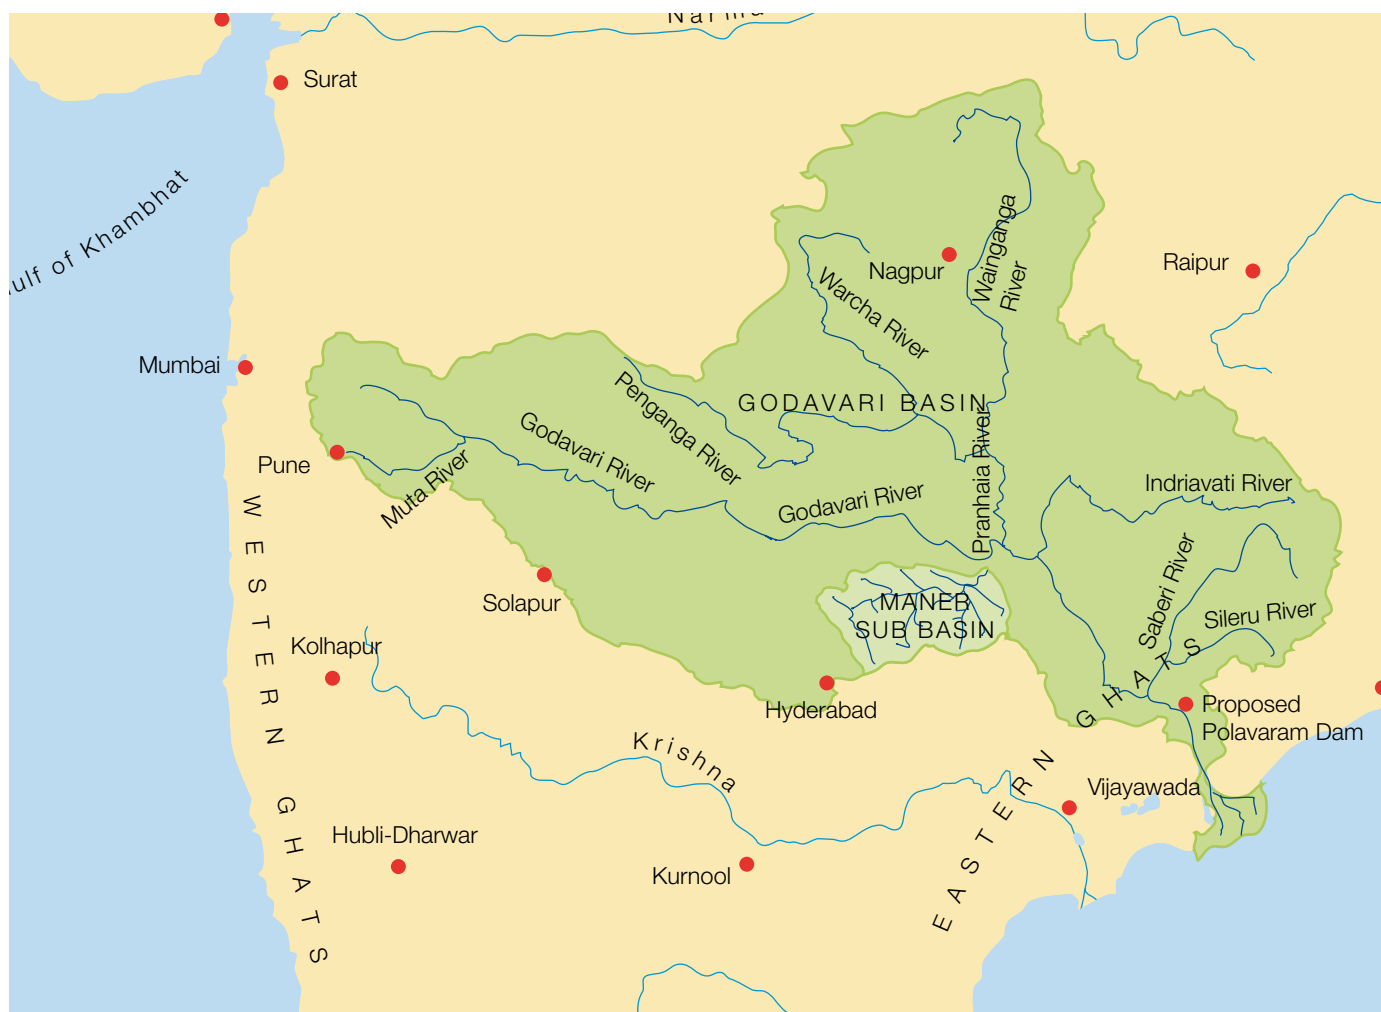 Surat
Gulf of Khambhat
Mumbai
Pune
Muta River
Godavari River
Penganga River
GODAVARI BASIN
Warcha River
Nagpur
Wainganga
River
Raipur
Godavari River
Pranhaia River
Indriavati River
Saberi River
Sileru River
MANER
SUB BASIN
Solapur
Kolhapur
Hyderabad
Proposed
Polavaram Dam
Krishna
Vijayawada
Hubli-Dharwar
Kurnool
WESTERN GHATS
EASTERN GHATS